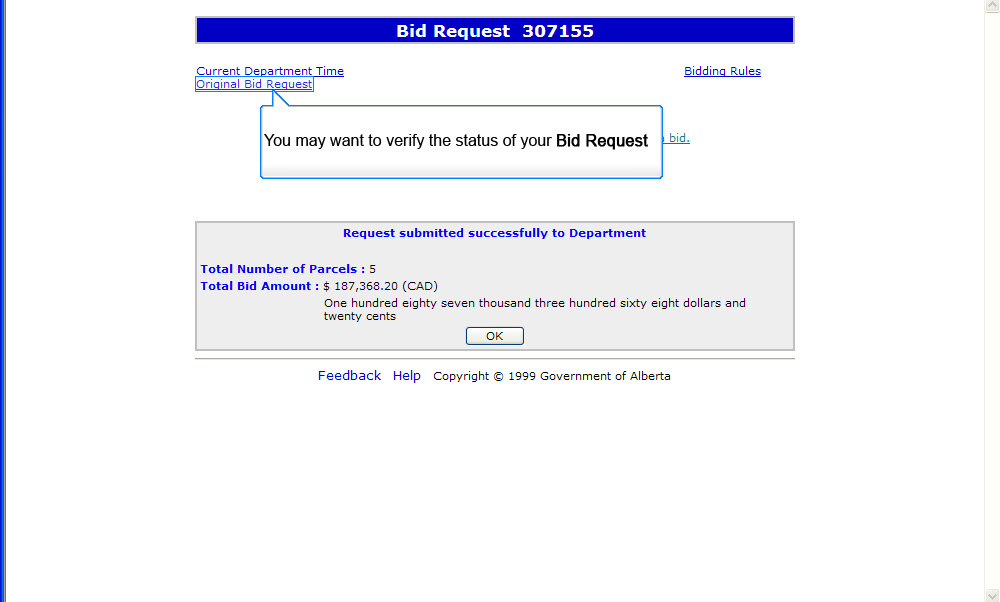 Bid Request 307155
Current Department Time
Bidding Rules
Original Bid Request
You may want to verify the status of your Bid Request
bid.
Request submitted successfully to Department
Total Number of Parcels : 5
Total Bid Amount : $ 187,368.20 (CAD)
One hundred eighty seven thousand three hundred sixty eight dollars and
twenty cents
OK
Feedback Help Copyright © 1999 Government of Alberta